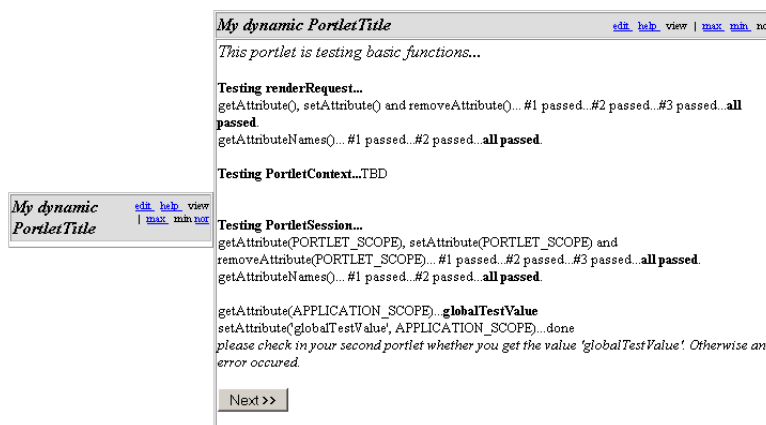 My dynamic PortletTitle
edit help view
| max min nor
My dynamic PortletTitle edit help view | max min no
This portlet is testing basic functions...
Testing renderRequest...
getAttribute(), setAttribute() and removeAttribute()... #1 passed...#2 passed...#3 passed...all
passed.
getAttributeNames()... #1 passed...#2 passed...all passed.
Testing PortletContext...TBD
Testing PortletSession...
getAttribute(PORTLET_SCOPE), setAttribute(PORTLET_SCOPE) and
removeAttribute(PORTLET_SCOPE)... #1 passed...#2 passed...#3 passed...all passed.
getAttributeNames()... #1 passed...#2 passed...all passed.
getAttribute(APPLICATION_SCOPE)...globalTestValue
setAttribute('globalTestValue', APPLICATION_SCOPE)...done
please check in your second portlet whether you get the value 'globalTestValue'. Otherwise an
error occured.
Next >>